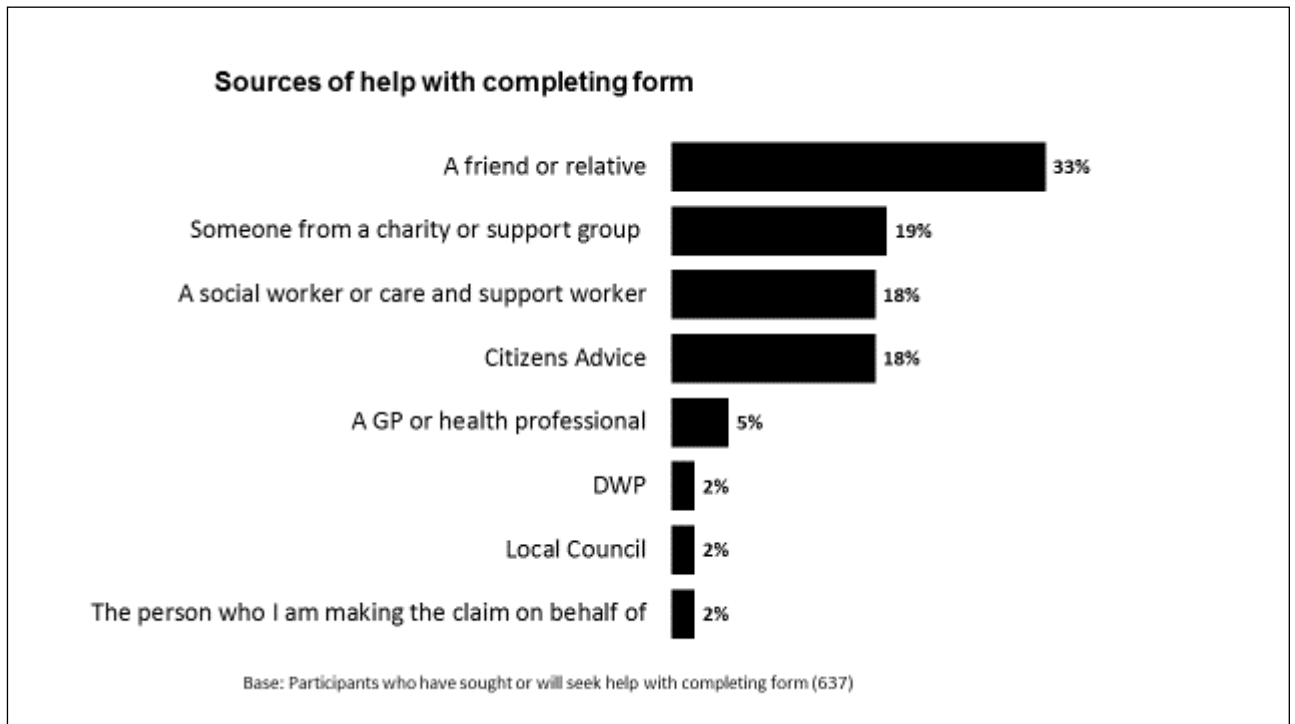 Sources of help with completing form
A friend or relative 33%
Someone from a charity or support group 19%
A social worker or care and support worker 18%
Citizens Advice 18%
A GP or health professional 5%
DWP 2%
Local Council 2%
The person who I am making the claim on behalf of 2%
Base: Participants who have sought or will seek help with completing form (637)